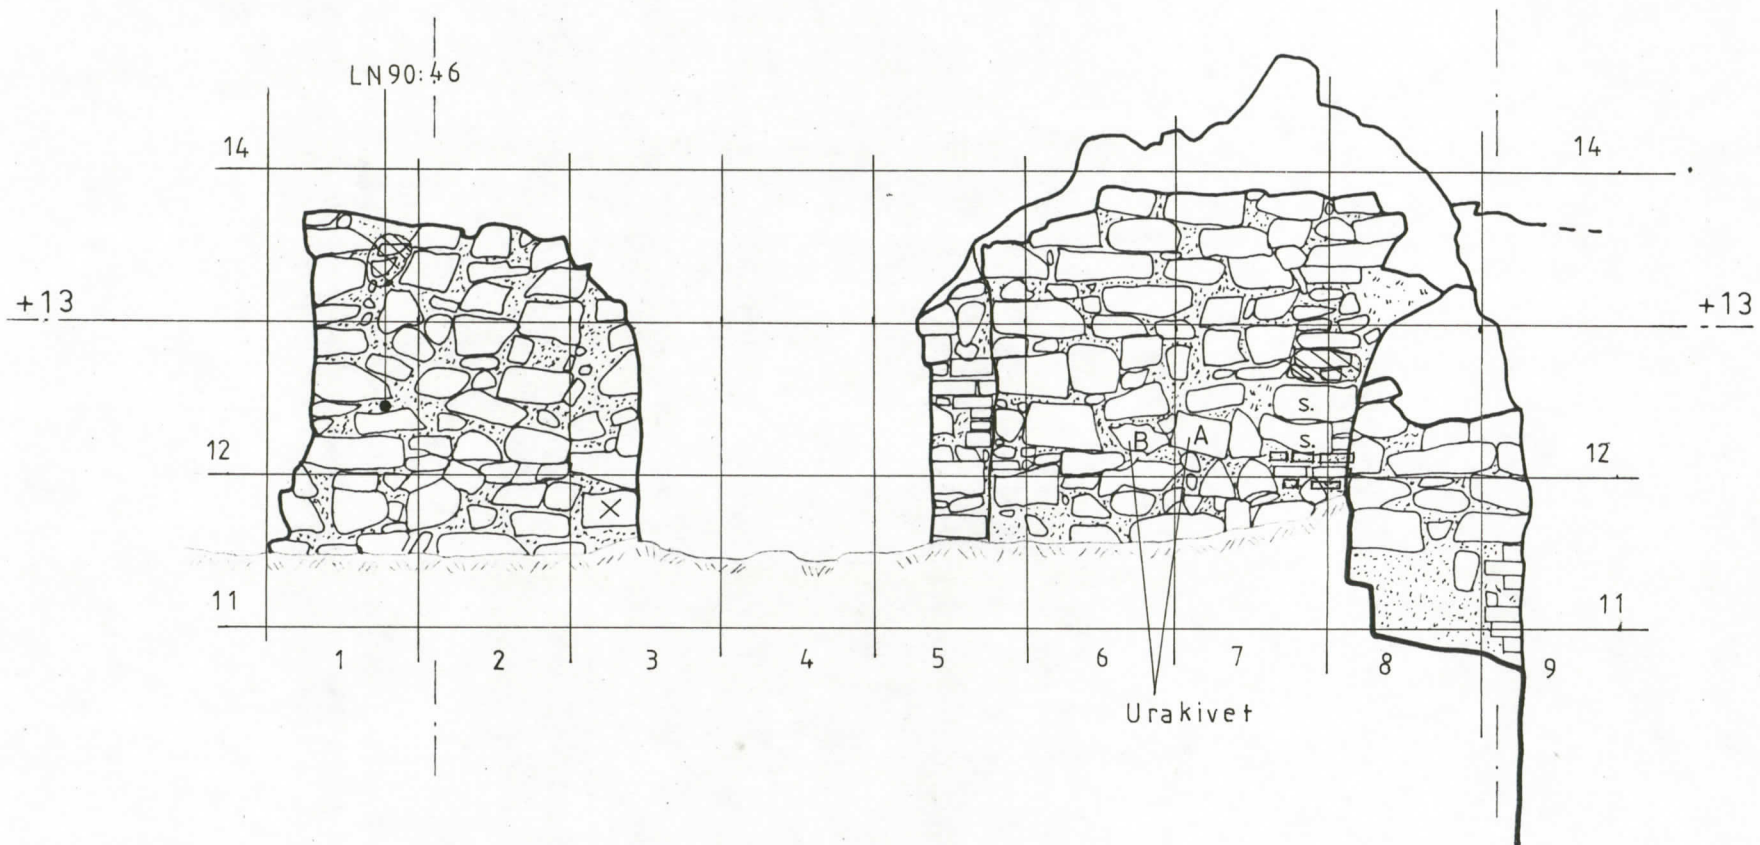 LN90:46
14 14
+13 +13
B A S.
S.
12 12
X
11 11
1 2 3 4 5 6 7 8 9
Urakivet